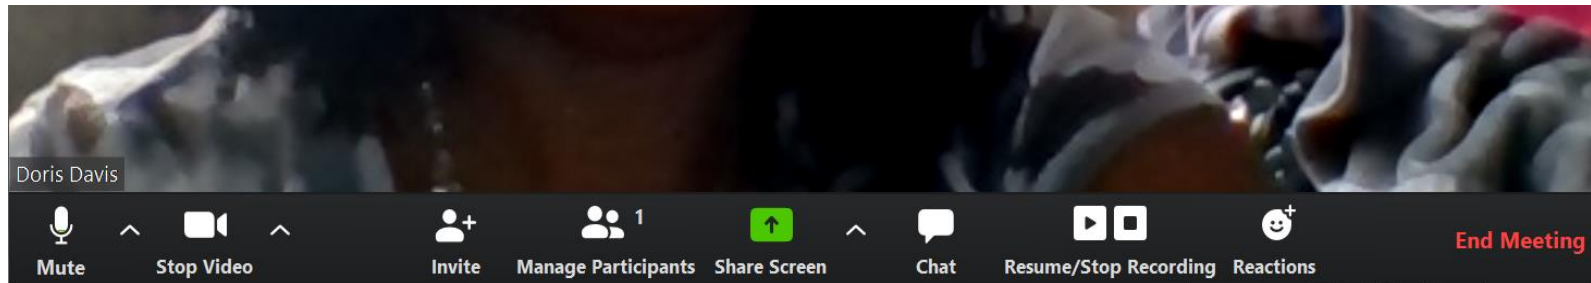 Doris Davis
1
Mute Stop Video Invite Manage Participants Share Screen Chat Resume/Stop Recording Reactions End Meeting